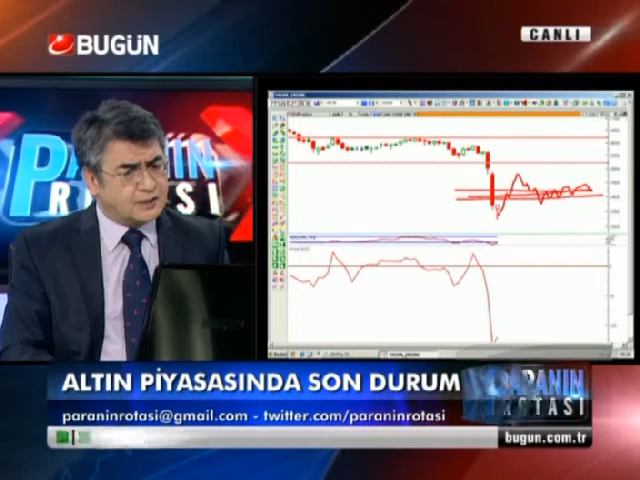 BUGÜN
CANLI
PARANIN
ROTASI
ALTIN PİYASASINDA SON DURUM
PARANIN
ROTASI
paraninrotasi@gmail.com - twitter.com/paraninrotasi
bugun.com.tr